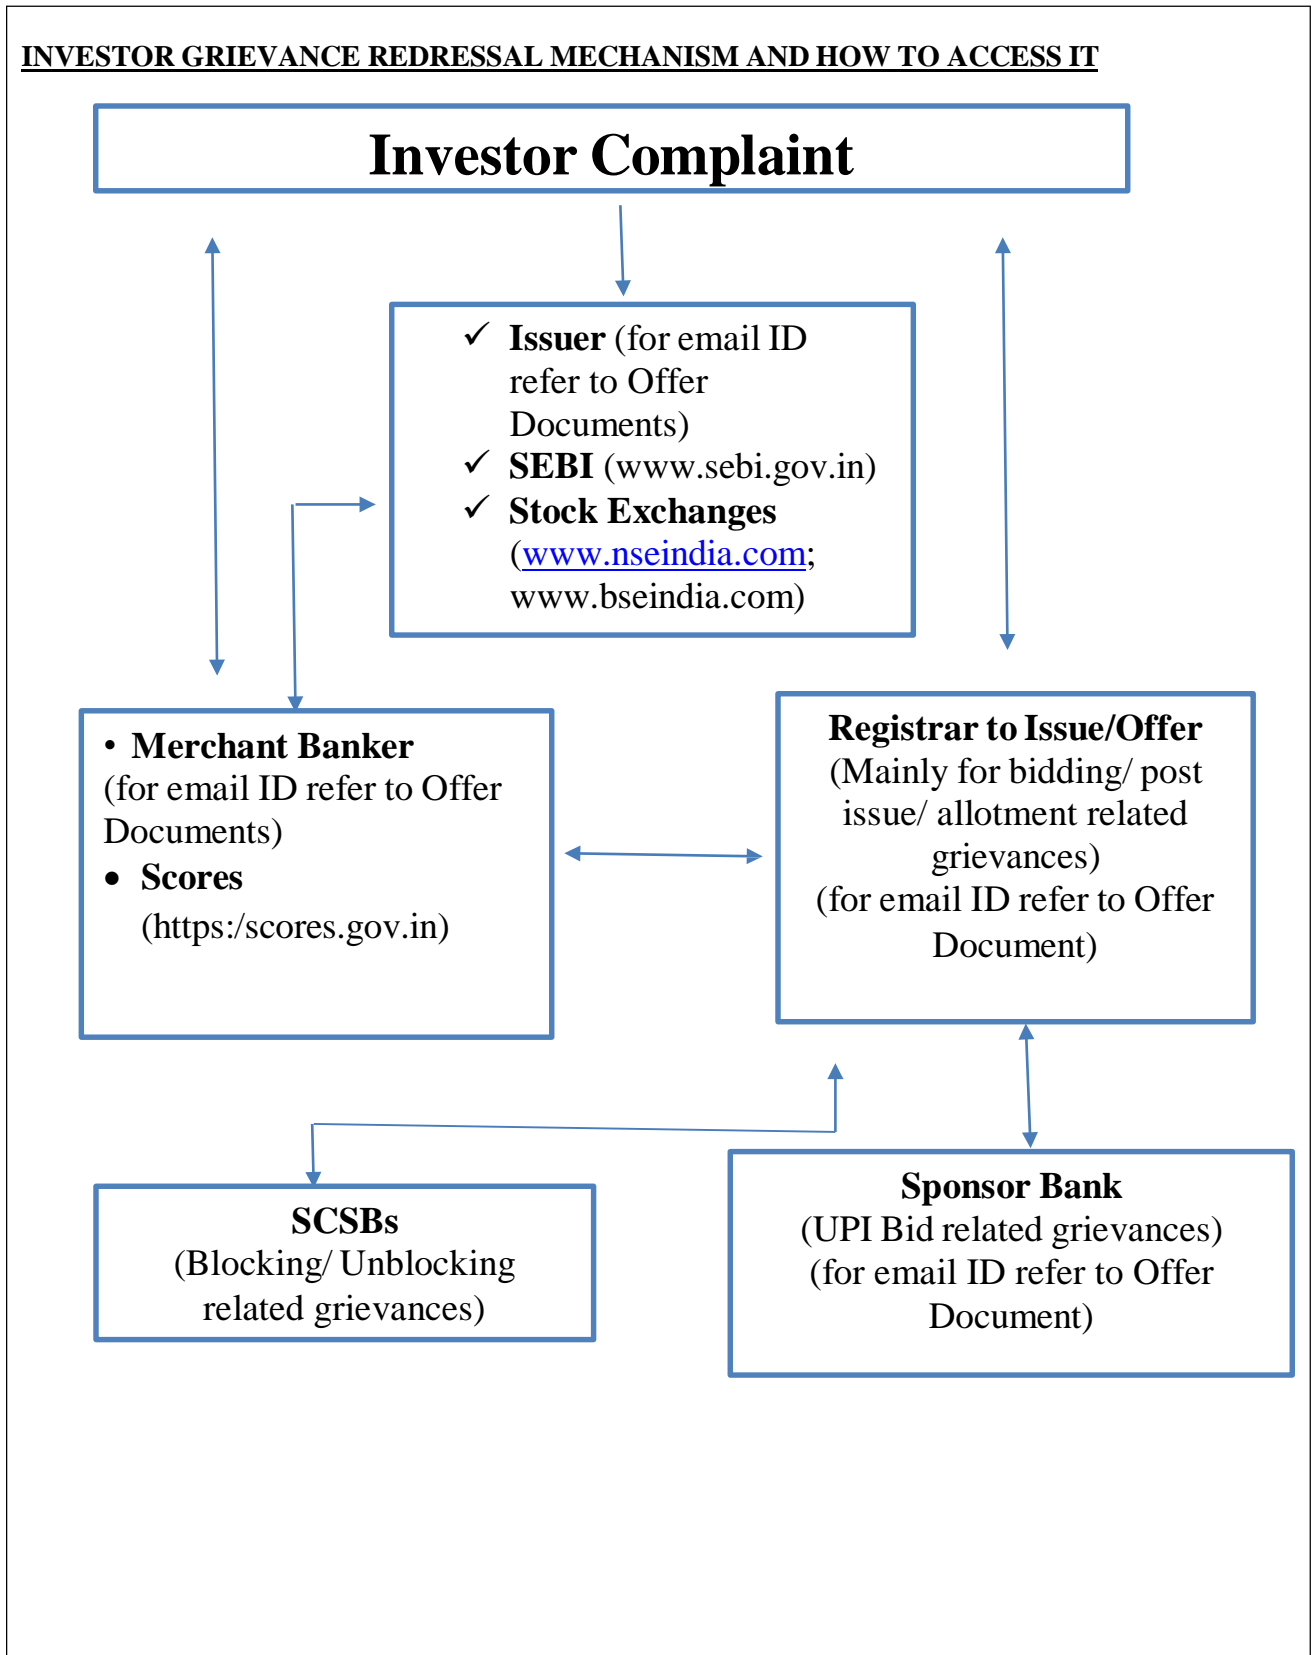 INVESTOR GRIEVANCE REDRESSAL MECHANISM AND HOW TO ACCESS IT
Investor Complaint
✓ Issuer (for email ID
refer to Offer
Documents)
✓ SEBI (www.sebi.gov.in)
✓ Stock Exchanges
(www.nseindia.com;
www.bseindia.com)
• Merchant Banker
(for email ID refer to Offer
Documents)
• Scores
(https:/scores.gov.in)
Registrar to Issue/Offer
(Mainly for bidding/ post
issue/ allotment related
grievances)
(for email ID refer to Offer
Document)
SCSBs
(Blocking/ Unblocking
related grievances)
Sponsor Bank
(UPI Bid related grievances)
(for email ID refer to Offer
Document)